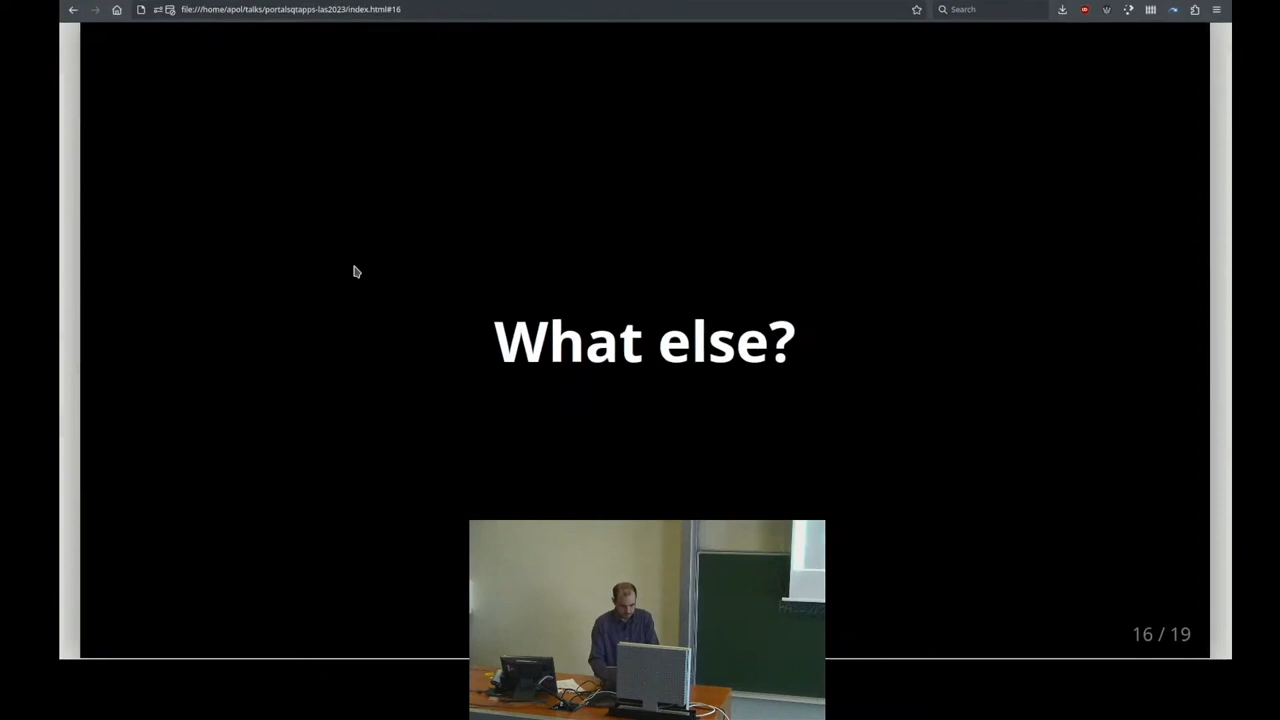 file:///home/apol/talks/portalsqtapps-las2023/index.html#16
Search
What else?
16 / 19